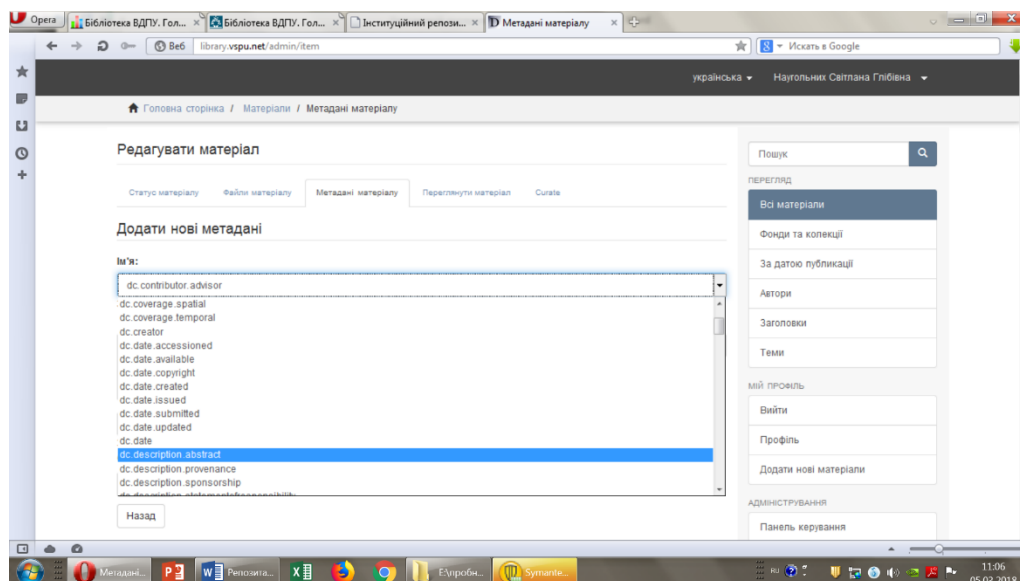 Opera
Бібліотека ВДПУ. Гол...
Бібліотека ВДПУ. Гол...
Інституційний репози...
Метадані матеріалу
Веб
library.vspu.net/admin/item
Искать в Google
українська
Наугольних Світлана Глібівна
Головна сторінка / Матеріали / Метадані матеріалу
Редагувати матеріал
Статус матеріалу
Файли матеріалу
Метадані матеріалу
Переглянути матеріал
Curate
Додати нові метадані
Ім'я:
dc.contributor.advisor
dc.coverage.spatial
dc.coverage.temporal
dc.creator
dc.date.accessioned
dc.date.available
dc.date.copyright
dc.date.created
dc.date.issued
dc.date.submitted
dc.date.updated
dc.date
dc.description.abstract
dc.description.provenance
dc.description.sponsorship
dc.description.statementofresponsibility
Назад
Пошук
ПЕРЕГЛЯД
Всі матеріали
Фонди та колекції
За датою публикації
Автори
Заголовки
Теми
МІЙ ПРОФІЛЬ
Вийти
Профіль
Додати нові матеріали
АДМІНІСТРУВАННЯ
Панель керування
Метадані...
Репозита...
E:\пробн...
Symante...
RU
11:06
05.03.2018